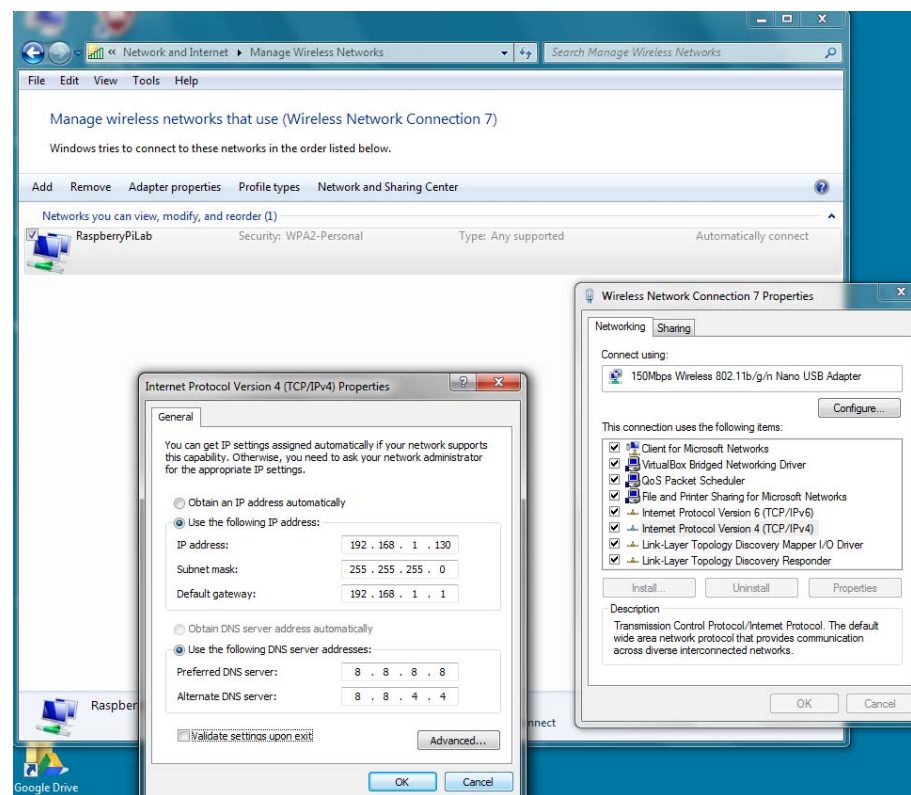 Network and Internet
Manage Wireless Networks
Search Manage Wireless Networks
File Edit View Tools Help
Manage wireless networks that use (Wireless Network Connection 7)
Windows tries to connect to these networks in the order listed below.
Add Remove Adapter properties Profile types Network and Sharing Center
Networks you can view, modify, and reorder (1)
RaspberryPiLab Security: WPA2-Personal Type: Any supported Automatically connect
Wireless Network Connection 7 Properties
Networking Sharing
Connect using:
150Mbps Wireless 802.11b/g/n Nano USB Adapter
Configure...
This connection uses the following items:
Client for Microsoft Networks
VirtualBox Bridged Networking Driver
QoS Packet Scheduler
File and Printer Sharing for Microsoft Networks
Internet Protocol Version 6 (TCP/IPv6)
Internet Protocol Version 4 (TCP/IPv4)
Link-Layer Topology Discovery Mapper I/O Driver
Link-Layer Topology Discovery Responder
Install... Uninstall Properties
Description
Transmission Control Protocol/Internet Protocol. The default
wide area network protocol that provides communication
across diverse interconnected networks.
OK Cancel
Internet Protocol Version 4 (TCP/IPv4) Properties
General
You can get IP settings assigned automatically if your network supports
this capability. Otherwise, you need to ask your network administrator
for the appropriate IP settings.
Obtain an IP address automatically
Use the following IP address:
IP address: 192 . 168 . 1 . 130
Subnet mask: 255 . 255 . 255 . 0
Default gateway: 192 . 168 . 1 . 1
Obtain DNS server address automatically
Use the following DNS server addresses:
Preferred DNS server: 8 . 8 . 8 . 8
Alternate DNS server: 8 . 8 . 4 . 4
Validate settings upon exit
Advanced...
OK Cancel
Raspber
nnect
Google Drive